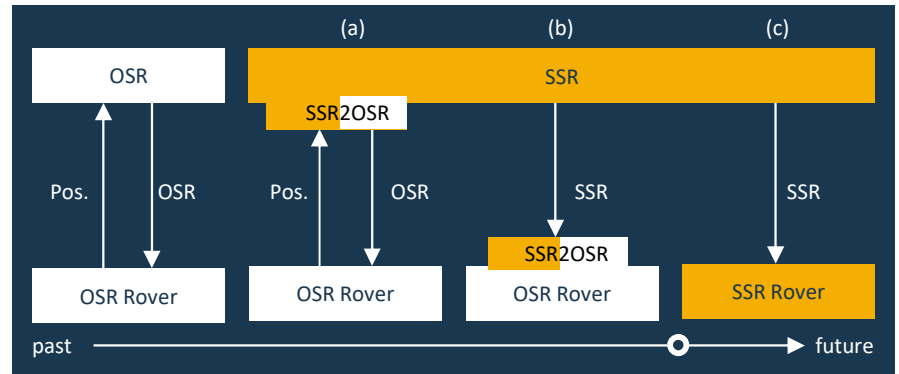 (a) (b) (c)
OSR SSR
SSR2OSR
Pos. OSR Pos. OSR SSR SSR
SSR2OSR
OSR Rover OSR Rover OSR Rover SSR Rover
past future